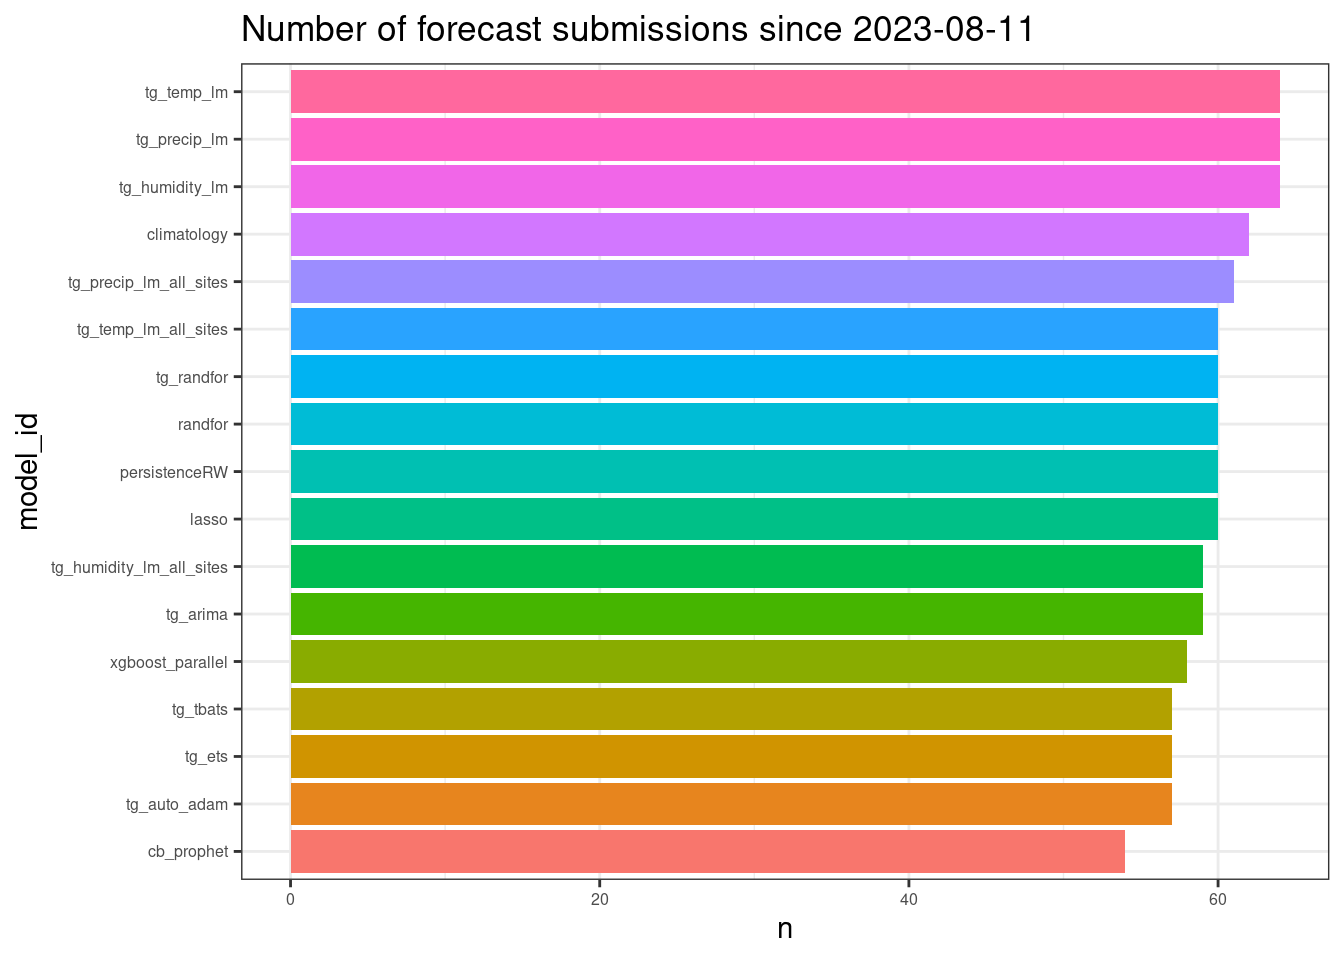 Number of forecast submissions since 2023-08-11
tg_temp_lm
tg_precip_lm
tg_humidity_lm
climatology
tg_precip_lm_all_sites
tg_temp_lm_all_sites
tg_randfor
randfor
persistenceRW
lasso
tg_humidity_lm_all_sites
tg_arima
xgboost_parallel
tg_tbats
tg_ets
tg_auto_adam
cb_prophet
model_id
0 20 40 60
n